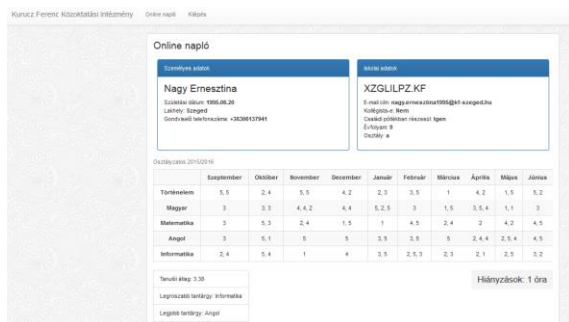 Kurucz Ferenc Közoktatási Intézmény Online napló Kilépés
Online napló
Személyes adatok
Nagy Ernesztina
Születési dátum: 1995.06.20
Lakhely: Szeged
Gondviselő telefonszáma: +36306137941
Iskolai adatok
XZGLILPZ.KF
E-mail cím: nagy.ernesztina1995@kf-szeged.hu
Kollégista-e: Nem
Családi pótlékban részesül: Igen
Évfolyam: 8
Osztály: a
Osztályzatok 2015/2016
Szeptember Október November December Január Február Március Április Május Június
Történelem 5, 5 2, 4 5, 5 4, 2 2, 3 3, 5 1 4, 2 1, 5 5, 2
Magyar 3 3, 3 4, 4, 2 4, 4 5, 2, 5 3 1, 5 3, 5, 4 1, 1 3
Matematika 3 5, 3 2, 4 1, 5 1 4, 5 2, 4 2 4, 2 4, 5
Angol 3 5, 1 5 5 3, 5 3, 5 5 2, 4, 4 2, 5, 4 4, 5
Informatika 2, 4 5, 4 1 4 3, 5 2, 5, 3 2, 3 2, 1 2, 5 3, 2
Tanulói átlag: 3.38
Legrosszabb tantárgy: Informatika
Legjobb tantárgy: Angol
Hiányzások: 1 óra